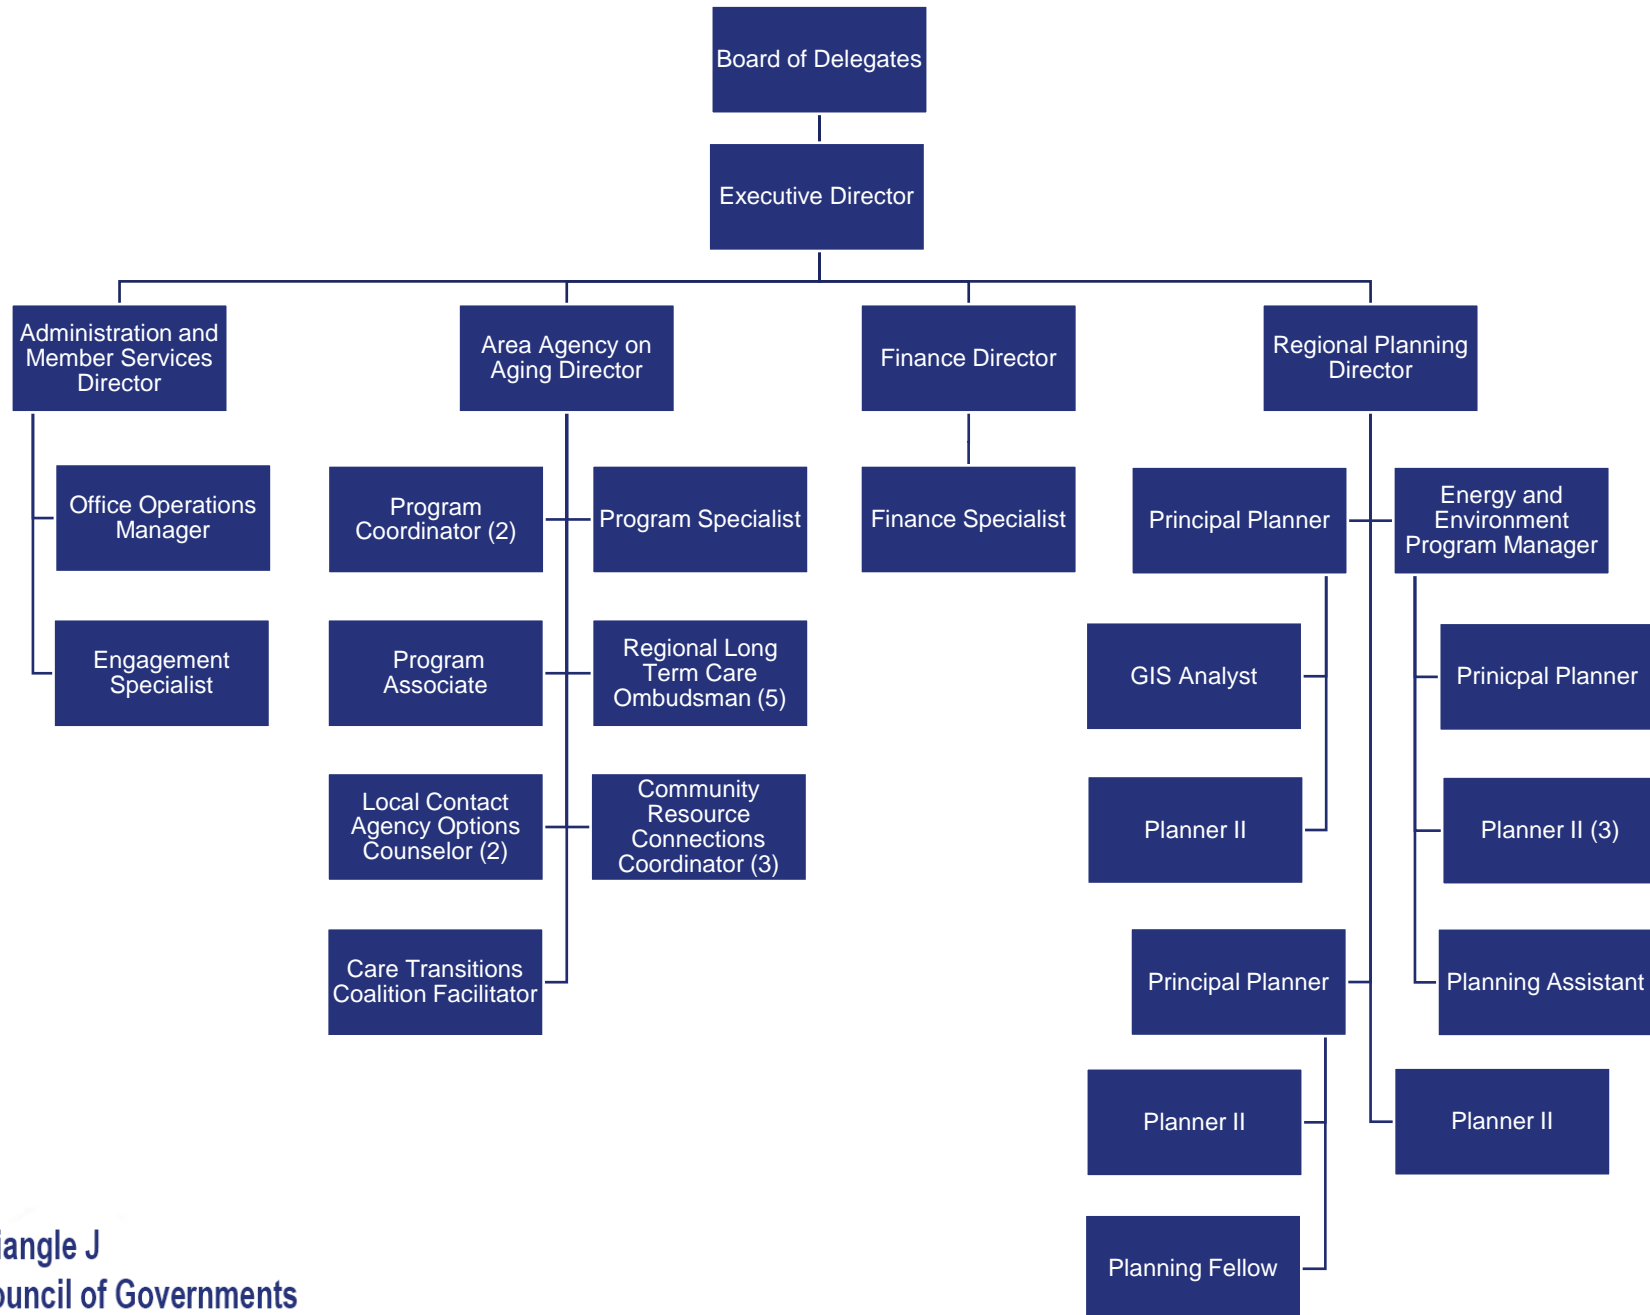 Board of Delegates
Executive Director
Administration and
Member Services
Director
Area Agency on
Aging Director
Finance Director
Regional Planning
Director
Office Operations
Manager
Engagement
Specialist
Program
Coordinator (2)
Program Specialist
Program
Associate
Regional Long
Term Care
Ombudsman (5)
Local Contact
Agency Options
Counselor (2)
Community
Resource
Connections
Coordinator (3)
Care Transitions
Coalition Facilitator
Finance Specialist
Principal Planner
GIS Analyst
Planner II
Energy and
Environment
Program Manager
Prinicpal Planner
Planner II (3)
Planning Assistant
Principal Planner
Planner II
Planning Fellow
Planner II
iangle J
ouncil of Governments